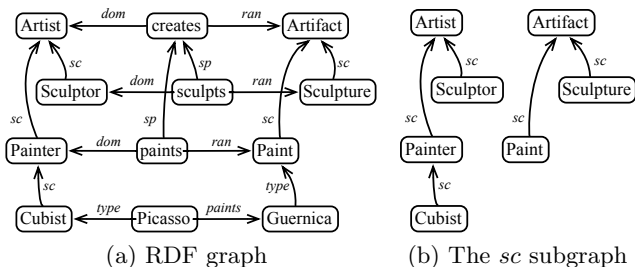 Artist dom creates ran Artifact
sc sp sc
Sculptor dom sculpts ran Sculpture
sc sp sc
Painter dom paints ran Paint
sc type
Cubist type Picasso paints Guernica
(a) RDF graph
Artist Artifact
sc sc
Sculptor Sculpture
sc sc
Painter Paint
sc
Cubist
(b) The sc subgraph